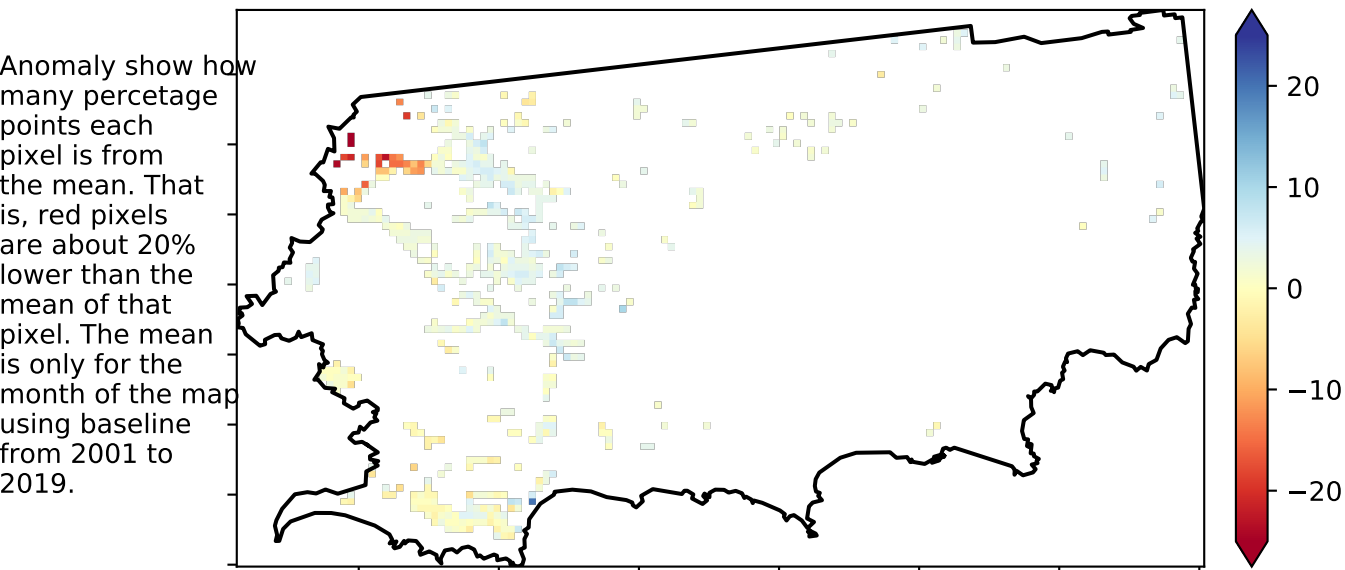 Anomaly show how
many percetage
points each
pixel is from
the mean. That
is, red pixels
are about 20%
lower than the
mean of that
pixel. The mean
is only for the
month of the map
using baseline
from 2001 to
2019.
20
10
0
−10
−20